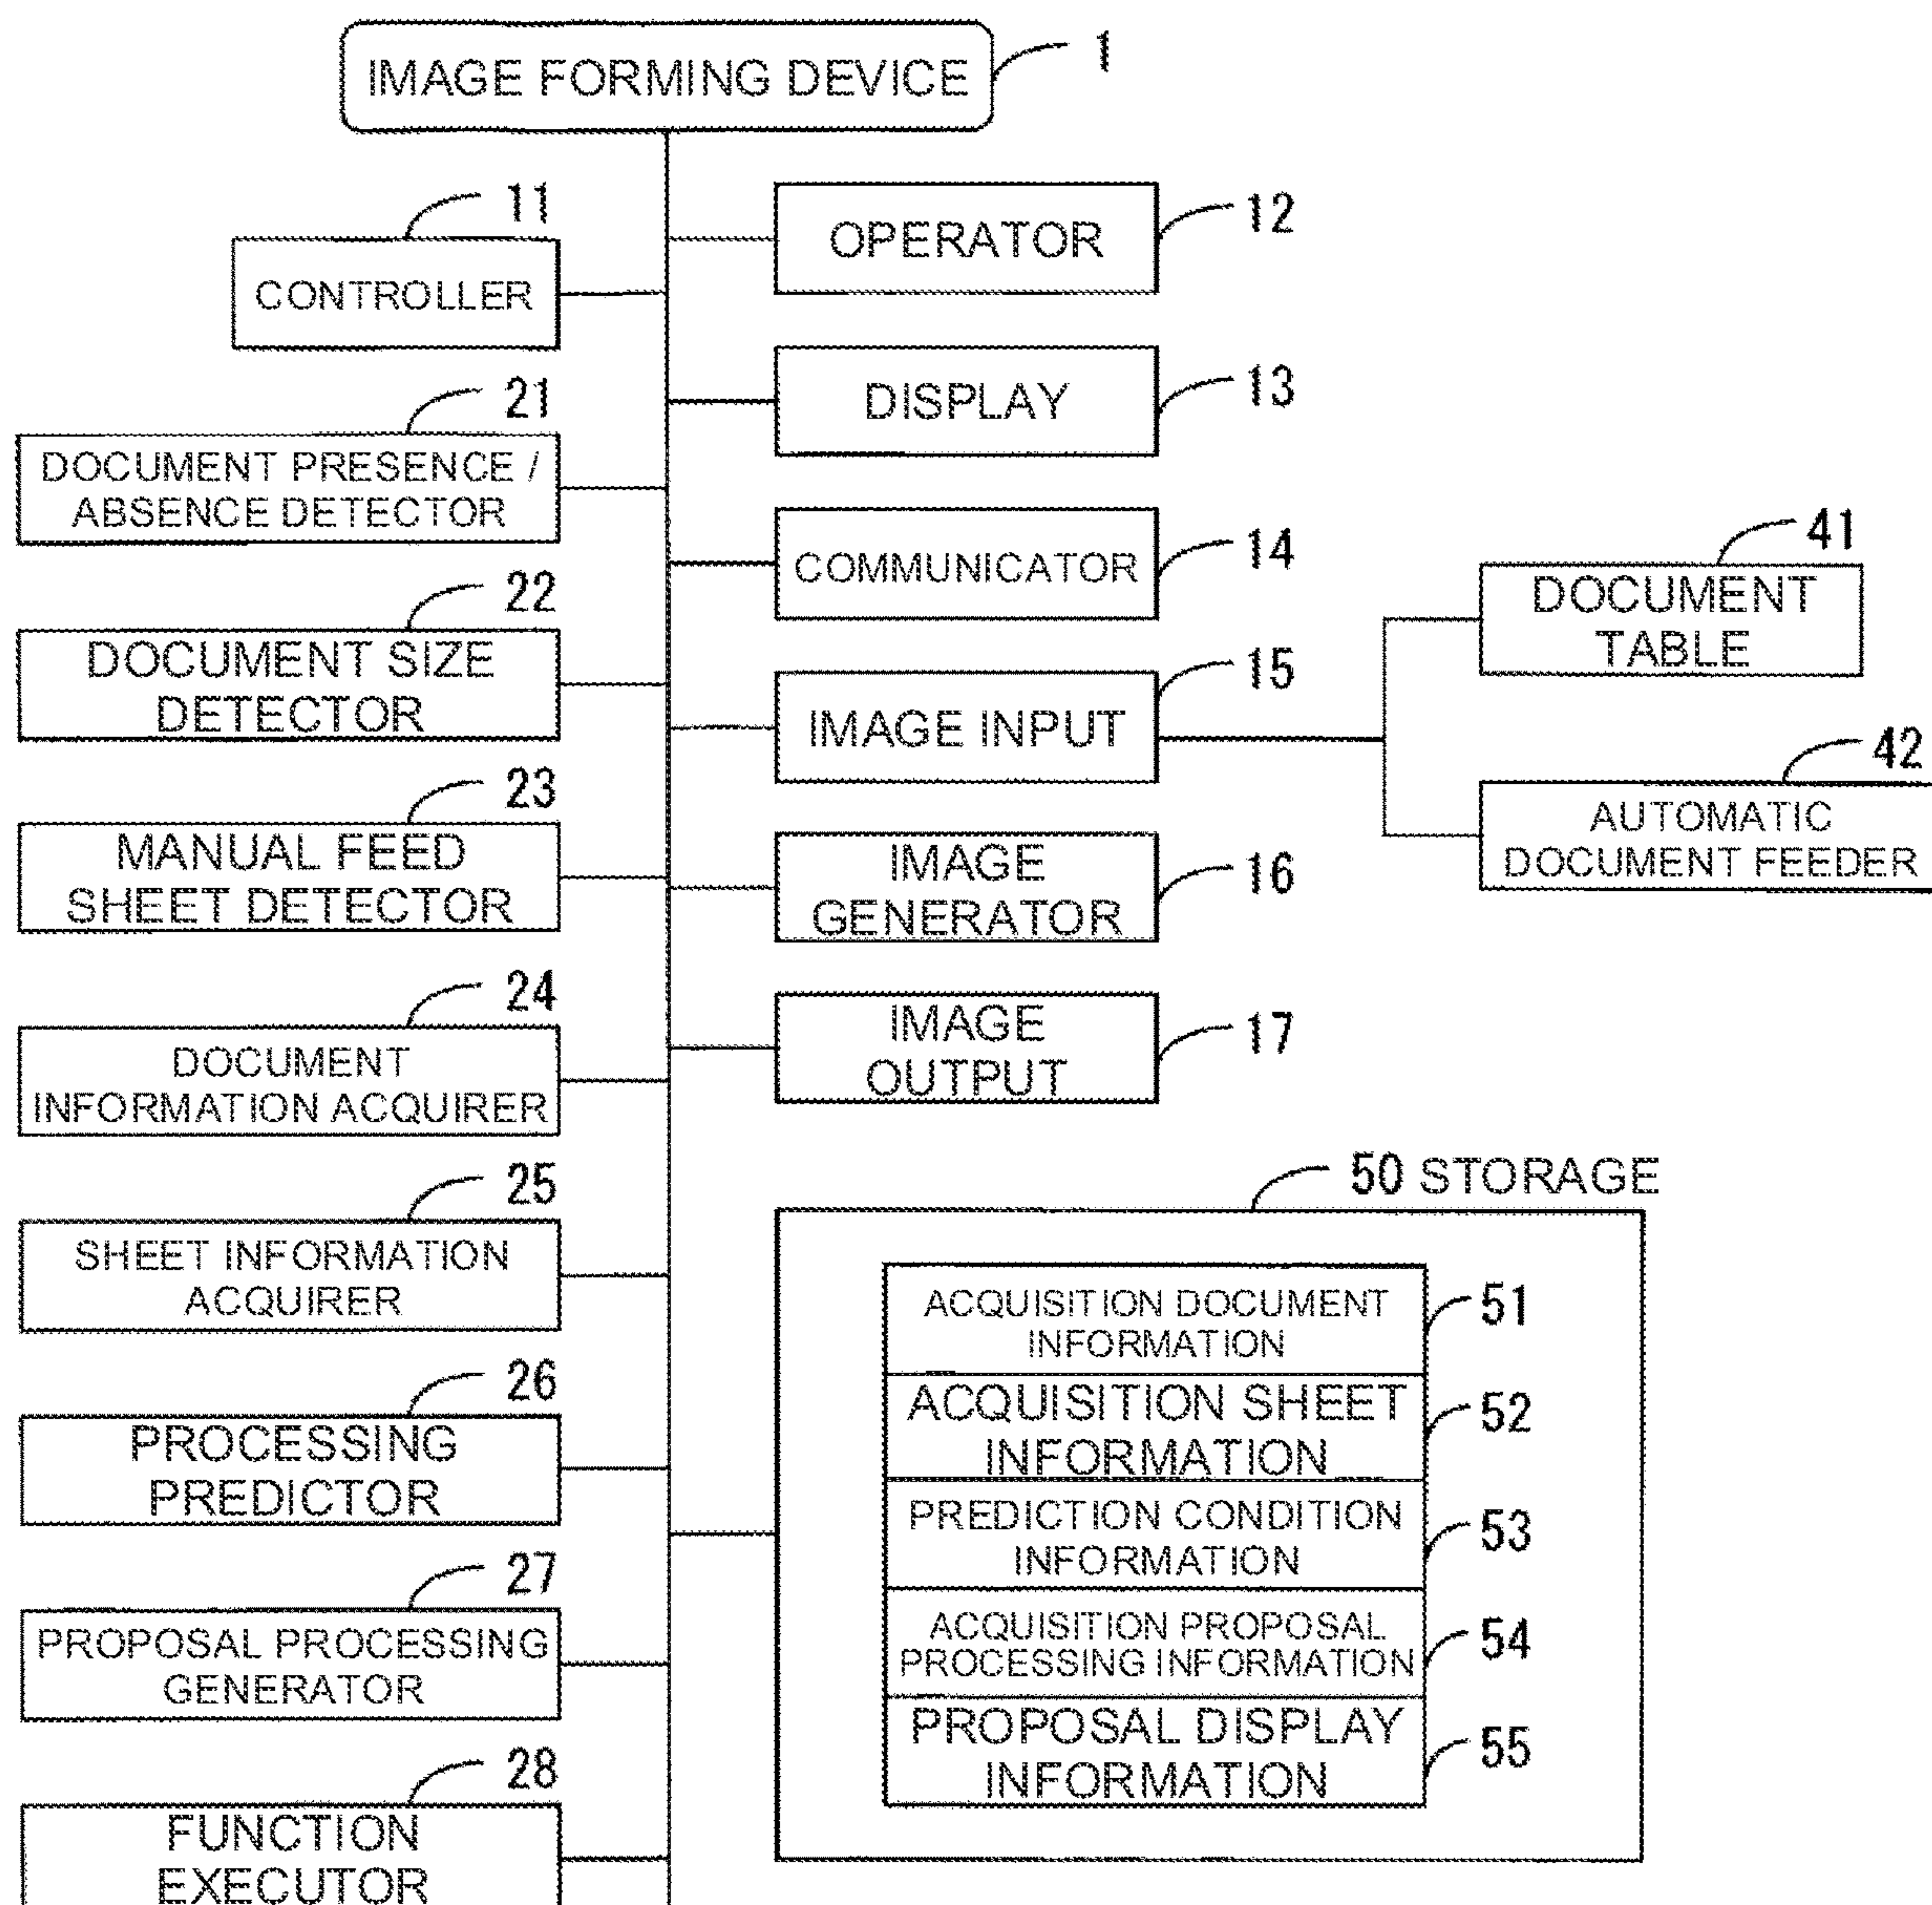 IMAGE FORMING DEVICE
1
11
CONTROLLER
21
DOCUMENT PRESENCE /
ABSENCE DETECTOR
22
DOCUMENT SIZE
DETECTOR
23
MANUAL FEED
SHEET DETECTOR
24
DOCUMENT
INFORMATION ACQUIRER
25
SHEET INFORMATION
ACQUIRER
26
PROCESSING
PREDICTOR
27
PROPOSAL PROCESSING
GENERATOR
28
FUNCTION
EXECUTOR
OPERATOR
12
DISPLAY
13
COMMUNICATOR
14
IMAGE INPUT
15
IMAGE
GENERATOR
16
IMAGE
OUTPUT
17
41
DOCUMENT
TABLE
42
AUTOMATIC
DOCUMENT FEEDER
50 STORAGE
ACQUISITION DOCUMENT
INFORMATION
51
ACQUISITION SHEET
INFORMATION
52
PREDICTION CONDITION
INFORMATION
53
ACQUISITION PROPOSAL
PROCESSING INFORMATION
54
PROPOSAL DISPLAY
INFORMATION
55